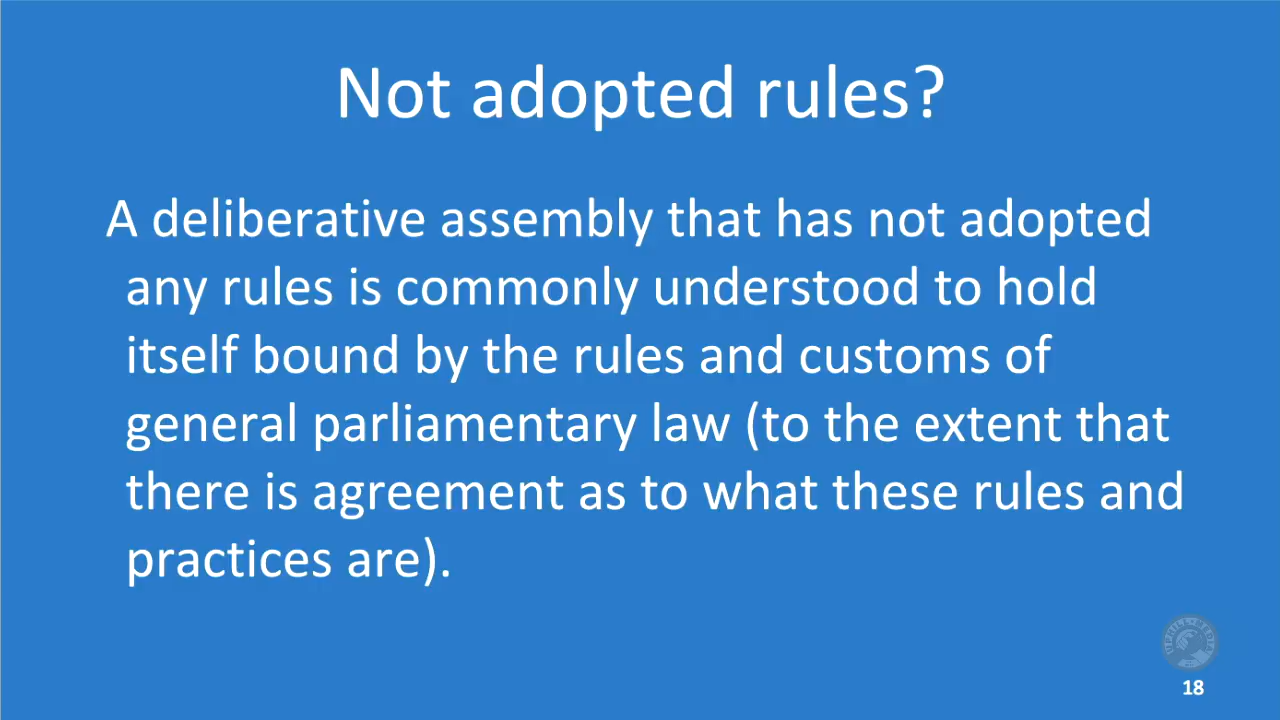 Not adopted rules?
A deliberative assembly that has not adopted
any rules is commonly understood to hold
itself bound by the rules and customs of
general parliamentary law (to the extent that
there is agreement as to what these rules and
practices are).
18